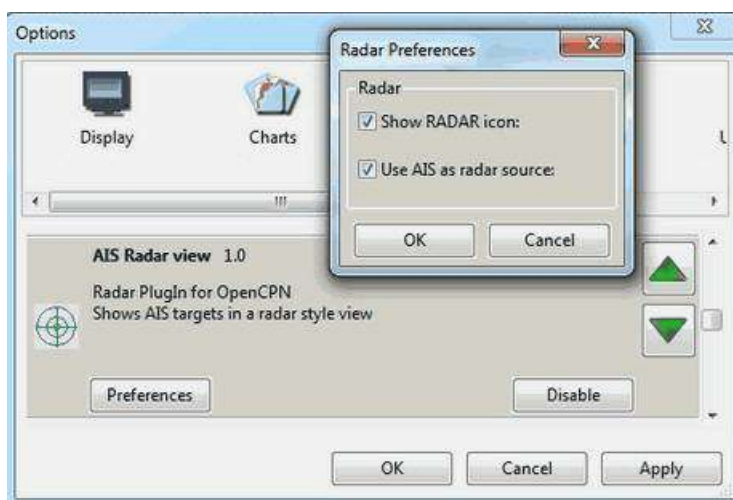 Options
Radar Preferences
Radar
Show RADAR icon:
Use AIS as radar source:
OK Cancel
Display Charts
AIS Radar view 1.0
Radar PlugIn for OpenCPN
Shows AIS targets in a radar style view
Preferences Disable
OK Cancel Apply